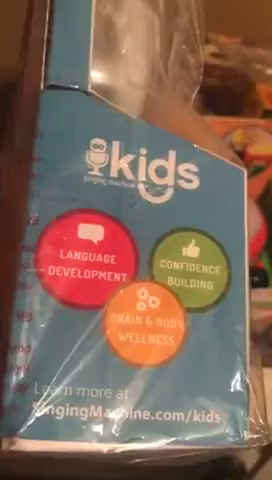 kids
singing machine
LANGUAGE
DEVELOPMENT
CONFIDENCE
BUILDING
BRAIN & BODY
WELLNESS
Learn more at
SingingMachine.com/kids